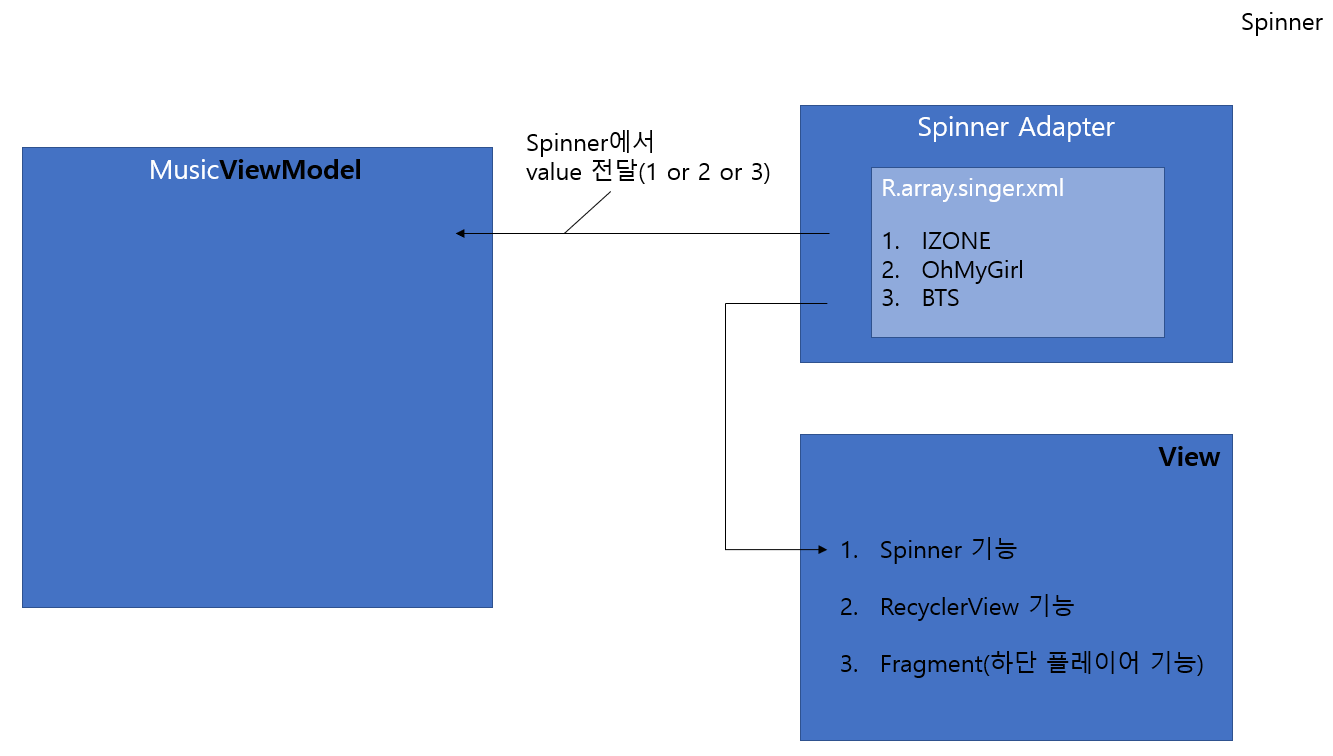 Spinner
Spinner에서
value 전달(1 or 2 or 3)
MusicViewModel
Spinner Adapter
R.array.singer.xml
1. IZONE
2. OhMyGirl
3. BTS
View
1. Spinner 기능
2. RecyclerView 기능
3. Fragment(하단 플레이어 기능)